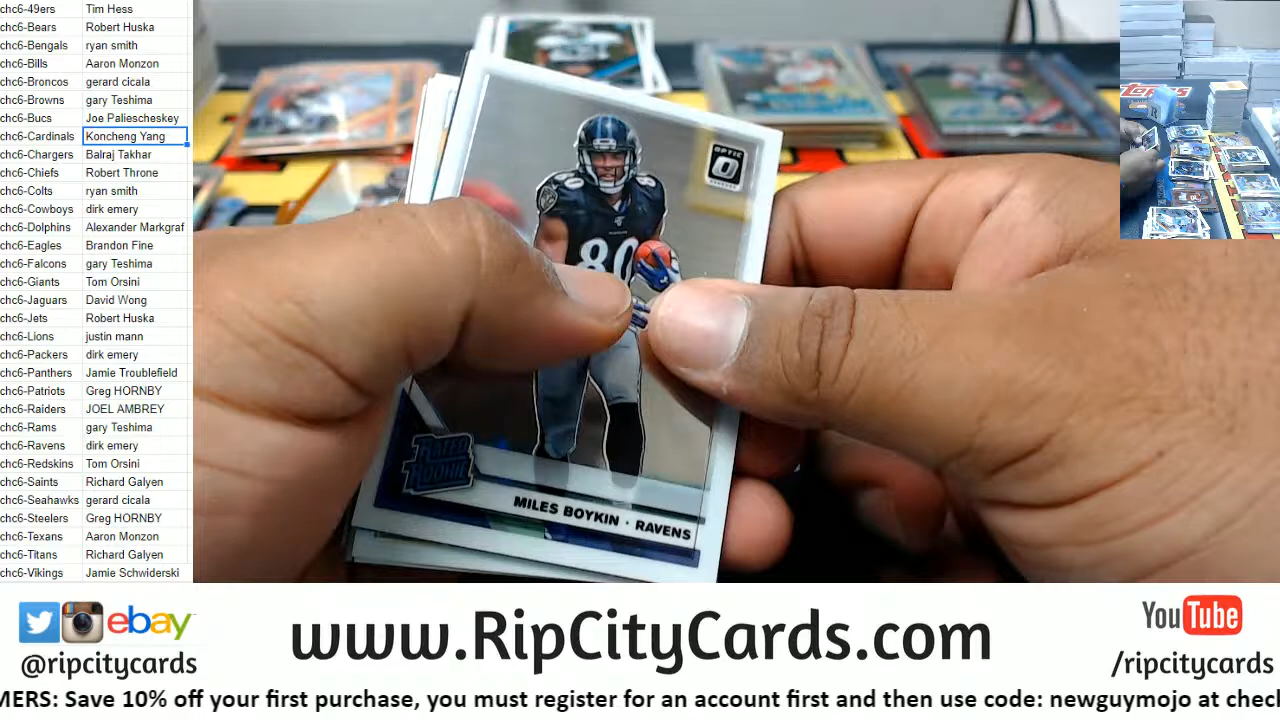 chc6-49ers Tim Hess
chc6-Bears Robert Huska
chc6-Bengals ryan smith
chc6-Bills Aaron Monzon
chc6-Broncos gerard cicala
chc6-Browns gary Teshima
chc6-Bucs Joe Paliescheskey
chc6-Cardinals Koncheng Yang
chc6-Chargers Balraj Takhar
chc6-Chiefs Robert Throne
chc6-Colts ryan smith
chc6-Cowboys dirk emery
chc6-Dolphins Alexander Markgraf
chc6-Eagles Brandon Fine
chc6-Falcons gary Teshima
chc6-Giants Tom Orsini
chc6-Jaguars David Wong
chc6-Jets Robert Huska
chc6-Lions justin mann
chc6-Packers dirk emery
chc6-Panthers Jamie Troublefield
chc6-Patriots Greg HORNBY
chc6-Raiders JOEL AMBREY
chc6-Rams gary Teshima
chc6-Ravens dirk emery
chc6-Redskins Tom Orsini
chc6-Saints Richard Galyen
chc6-Seahawks gerard cicala
chc6-Steelers Greg HORNBY
chc6-Texans Aaron Monzon
chc6-Titans Richard Galyen
chc6-Vikings Jamie Schwiderski
OPTIC
80
80
80
RATED ROOKIE
MILES BOYKIN · RAVENS
Topps
ebay
@ripcitycards
www.RipCityCards.com
YouTube
/ripcitycards
MERS: Save 10% off your first purchase, you must register for an account first and then use code: newguymojo at chec